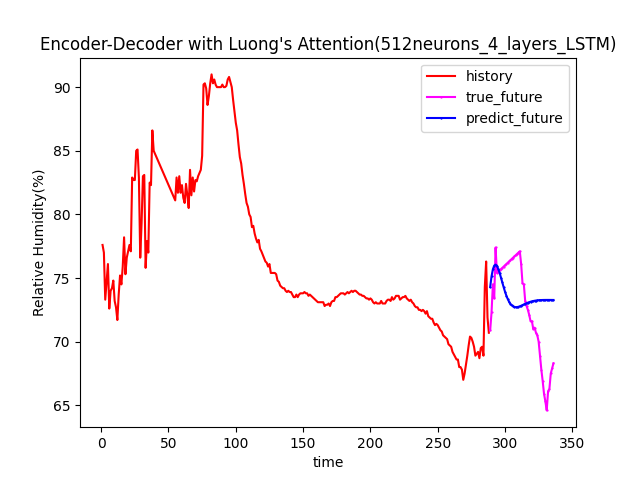 Encoder-Decoder with Luong's Attention(512neurons_4_layers_LSTM)
history
true_future
predict_future
Relative Humidity(%)
90
85
80
75
70
65
0 50 100 150 200 250 300 350
time